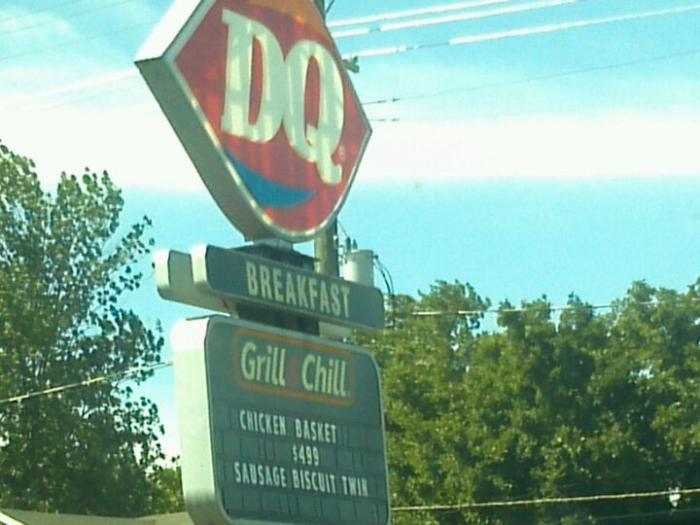 DQ
BREAKFAST
Grill & Chill
CHICKEN BASKET
$499
SAUSAGE BISCUIT TWIN